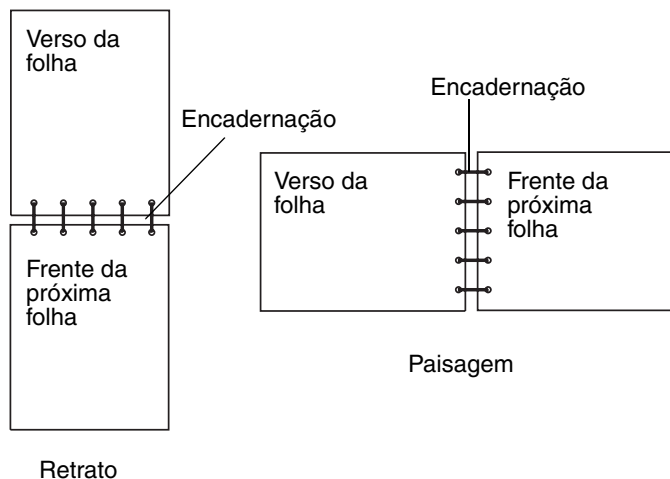 Verso da
folha
Encadernação
Frente da
próxima
folha
Retrato
Encadernação
Verso da
folha
Frente da
próxima
folha
Paisagem